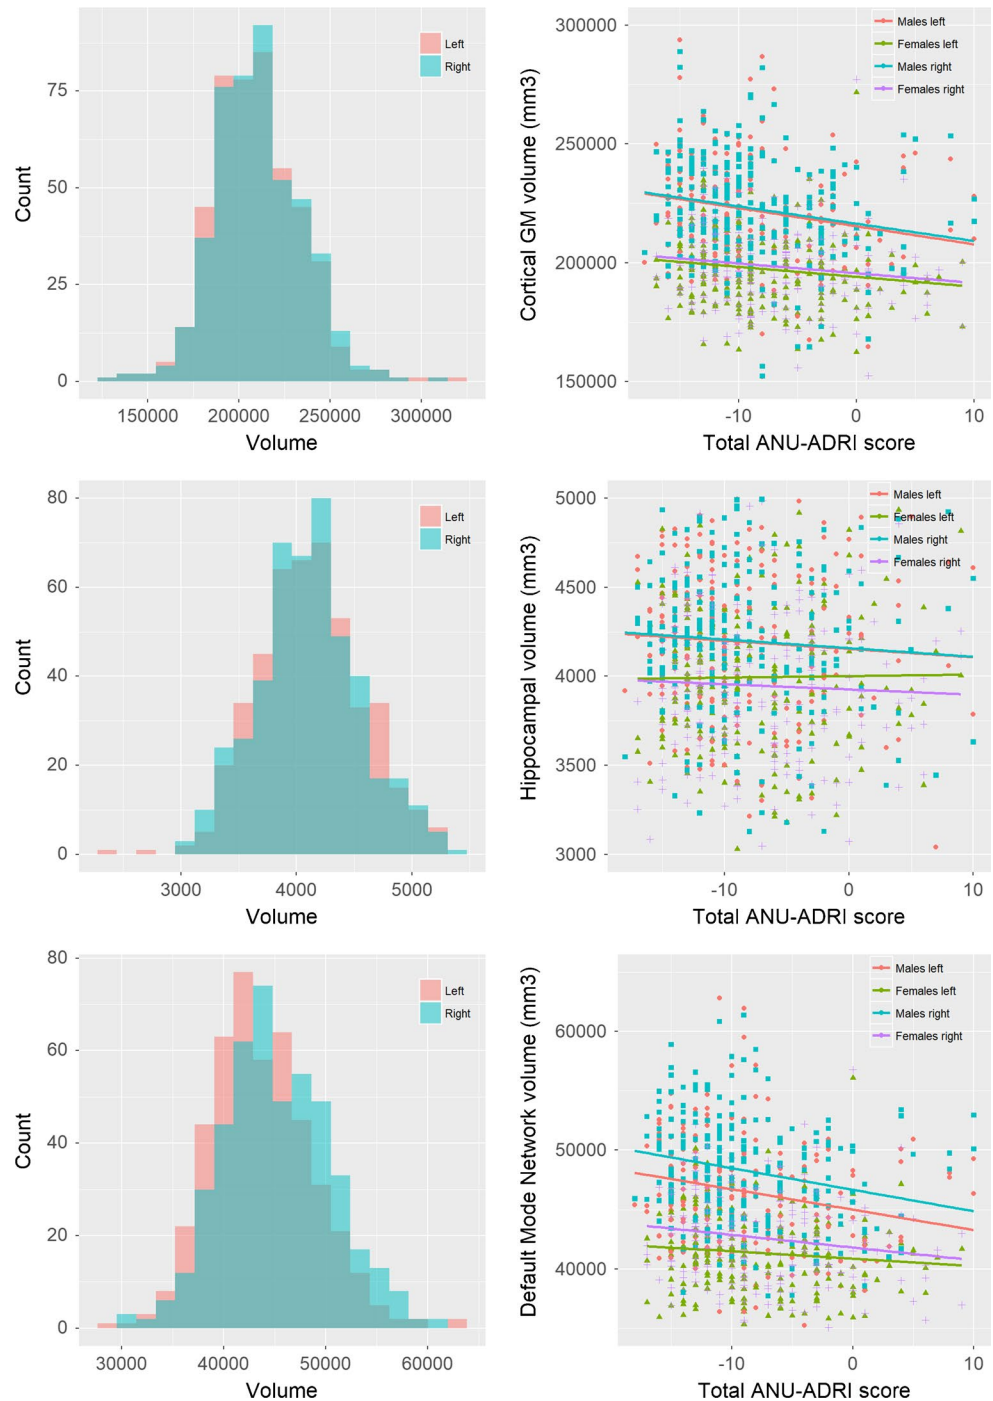 Count
75
50
25
0
150000
200000
250000
300000
Volume
Left
Right
Cortical GM volume (mm3)
300000
250000
200000
150000
-10
0
10
Total ANU-ADRI score
Males left
Females left
Males right
Females right
Count
80
60
40
20
0
3000
4000
5000
Volume
Left
Right
Hippocampal volume (mm3)
5000
4500
4000
3500
3000
-10
0
10
Total ANU-ADRI score
Males left
Females left
Males right
Females right
Count
80
60
40
20
0
30000
40000
50000
60000
Volume
Left
Right
Default Mode Network volume (mm3)
60000
50000
40000
-10
0
10
Total ANU-ADRI score
Males left
Females left
Males right
Females right